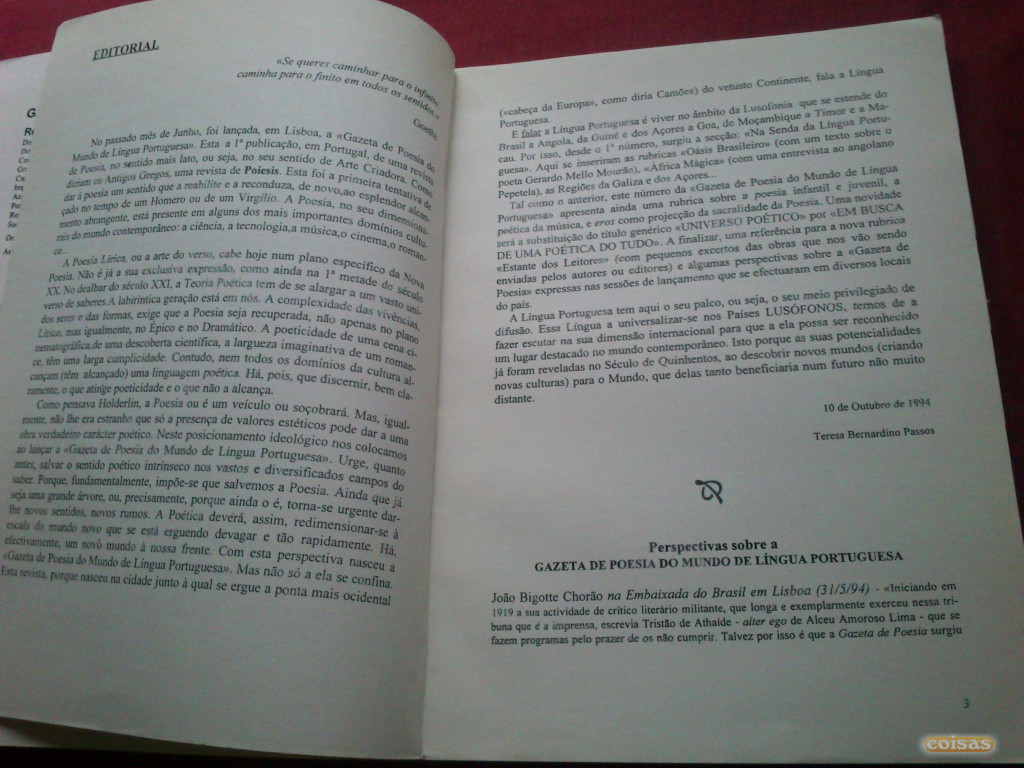 G
EDITORIAL
«Se queres caminhar para o infinito,
caminha para o finito em todos os sentidos.»
Goethe
No passado mês de Junho, foi lançada, em Lisboa, a «Gazeta de Poesia do
Mundo de Língua Portuguesa». Esta a 1ª publicação, em Portugal, de uma revista
de Poesia, no sentido mais lato, ou seja, no seu sentido de Arte Criadora. Como
diziam os Antigos Gregos, uma revista de Poiesis. Esta foi a primeira tentativa de
dar à poesia um sentido que a reabilite e a reconduza, de novo,ao esplendor alcan-
çado no tempo de um Homero ou de um Virgílio. A Poesia, no seu dimensiona-
mento abrangente, está presente em alguns dos mais importantes domínios cultu-
rais do mundo contemporâneo: a ciência, a tecnologia,a música,o cinema,o roman-
ce...
A Poesia Lírica, ou a arte do verso, cabe hoje num plano específico da Nova
Poesia. Não é já a sua exclusiva expressão, como ainda na 1ª metade do século
XX. No dealbar do século XXI, a Teoria Poética tem de se alargar a um vasto uni-
verso de saberes.A labiríntica geração está em nós. A complexidade das vivências,
dos seres e das formas, exige que a Poesia seja recuperada, não apenas no plano
Lírico, mas igualmente, no Épico e no Dramático. A poeticidade de uma cena ci-
nematográfica,de uma descoberta científica, a largueza imaginativa de um roman-
ce, têm uma larga cumplicidade. Contudo, nem todos os domínios da cultura al-
cançam (têm alcançado) uma linguagem poética. Há, pois, que discernir, bem cla-
ramente, o que atinge poeticidade e o que não a alcança.
Como pensava Holderlin, a Poesia ou é um veículo ou soçobrará. Mas, igual-
mente, não lhe era estranho que só a presença de valores estéticos pode dar a uma
obra verdadeiro carácter poético. Neste posicionamento ideológico nos colocamos
ao lançar a «Gazeta de Poesia do Mundo de Língua Portuguesa». Urge, quanto
antes, salvar o sentido poético intrínseco nos vastos e diversificados campos do
saber. Porque, fundamentalmente, impõe-se que salvemos a Poesia. Ainda que já
seja uma grande árvore, ou, precisamente, porque ainda o é, torna-se urgente dar-
lhe novos sentidos, novos rumos. A Poética deverá, assim, redimensionar-se à
escala do mundo novo que se está erguendo devagar e tão rapidamente. Há,
efectivamente, um novo mundo à nossa frente. Com esta perspectiva nasceu a
«Gazeta de Poesia do Mundo de Língua Portuguesa». Mas não só a ela se confina.
Esta revista, porque nasceu na cidade junto à qual se ergue a ponta mais ocidental
(«cabeça da Europa», como diria Camões) do vetusto Continente, fala a Língua
Portuguesa.
E falar a Língua Portuguesa é viver no âmbito da Lusofonia que se estende do
Brasil a Angola, da Guiné e dos Açores a Goa, de Moçambique a Timor e a Ma-
cau. Por isso, desde o 1º número, surgiu a secção: «Na Senda da Língua Portu-
guesa». Aqui se inseriram as rubricas «Oásis Brasileiro» (com um texto sobre o
poeta Gerardo Mello Mourão), «África Mágica» (com uma entrevista ao angolano
Pepetela), as Regiões da Galiza e dos Açores...
Tal como o anterior, este número da «Gazeta de Poesia do Mundo de Língua
Portuguesa» apresenta ainda uma rubrica sobre a poesia infantil e juvenil, a
poética da música, e eros como projecção da sacralidade da Poesia. Uma novidade
será a substituição do título genérico «UNIVERSO POÉTICO» por «EM BUSCA
DE UMA POÉTICA DO TUDO». A finalizar, uma referência para a nova rubrica
«Estante dos Leitores» (com pequenos excertos das obras que nos vão sendo
enviadas pelos autores ou editores) e algumas perspectivas sobre a «Gazeta de
Poesia» expressas nas sessões de lançamento que se efectuaram em diversos locais
do país.
A Língua Portuguesa tem aqui o seu palco, ou seja, o seu meio privilegiado de
difusão. Essa Língua a universalizar-se nos Países LUSÓFONOS, temos de a
fazer escutar na sua dimensão internacional para que a ela possa ser reconhecido
um lugar destacado no mundo contemporâneo. Isto porque as suas potencialidades
já foram reveladas no Século de Quinhentos, ao descobrir novos mundos (criando
novas culturas) para o Mundo, que delas tanto beneficiaria num futuro não muito
distante.
10 de Outubro de 1994
Teresa Bernardino Passos
Perspectivas sobre a
GAZETA DE POESIA DO MUNDO DE LÍNGUA PORTUGUESA
João Bigotte Chorão na Embaixada do Brasil em Lisboa (31/5/94) - «Iniciando em
1919 a sua actividade de crítico literário militante, que longa e exemplarmente exerceu nessa tri-
buna que é a imprensa, escrevia Tristão de Athaide - alter ego de Alceu Amoroso Lima - que se
fazem programas pelo prazer de os não cumprir. Talvez por isso é que a Gazeta de Poesia surgiu
3
coisas